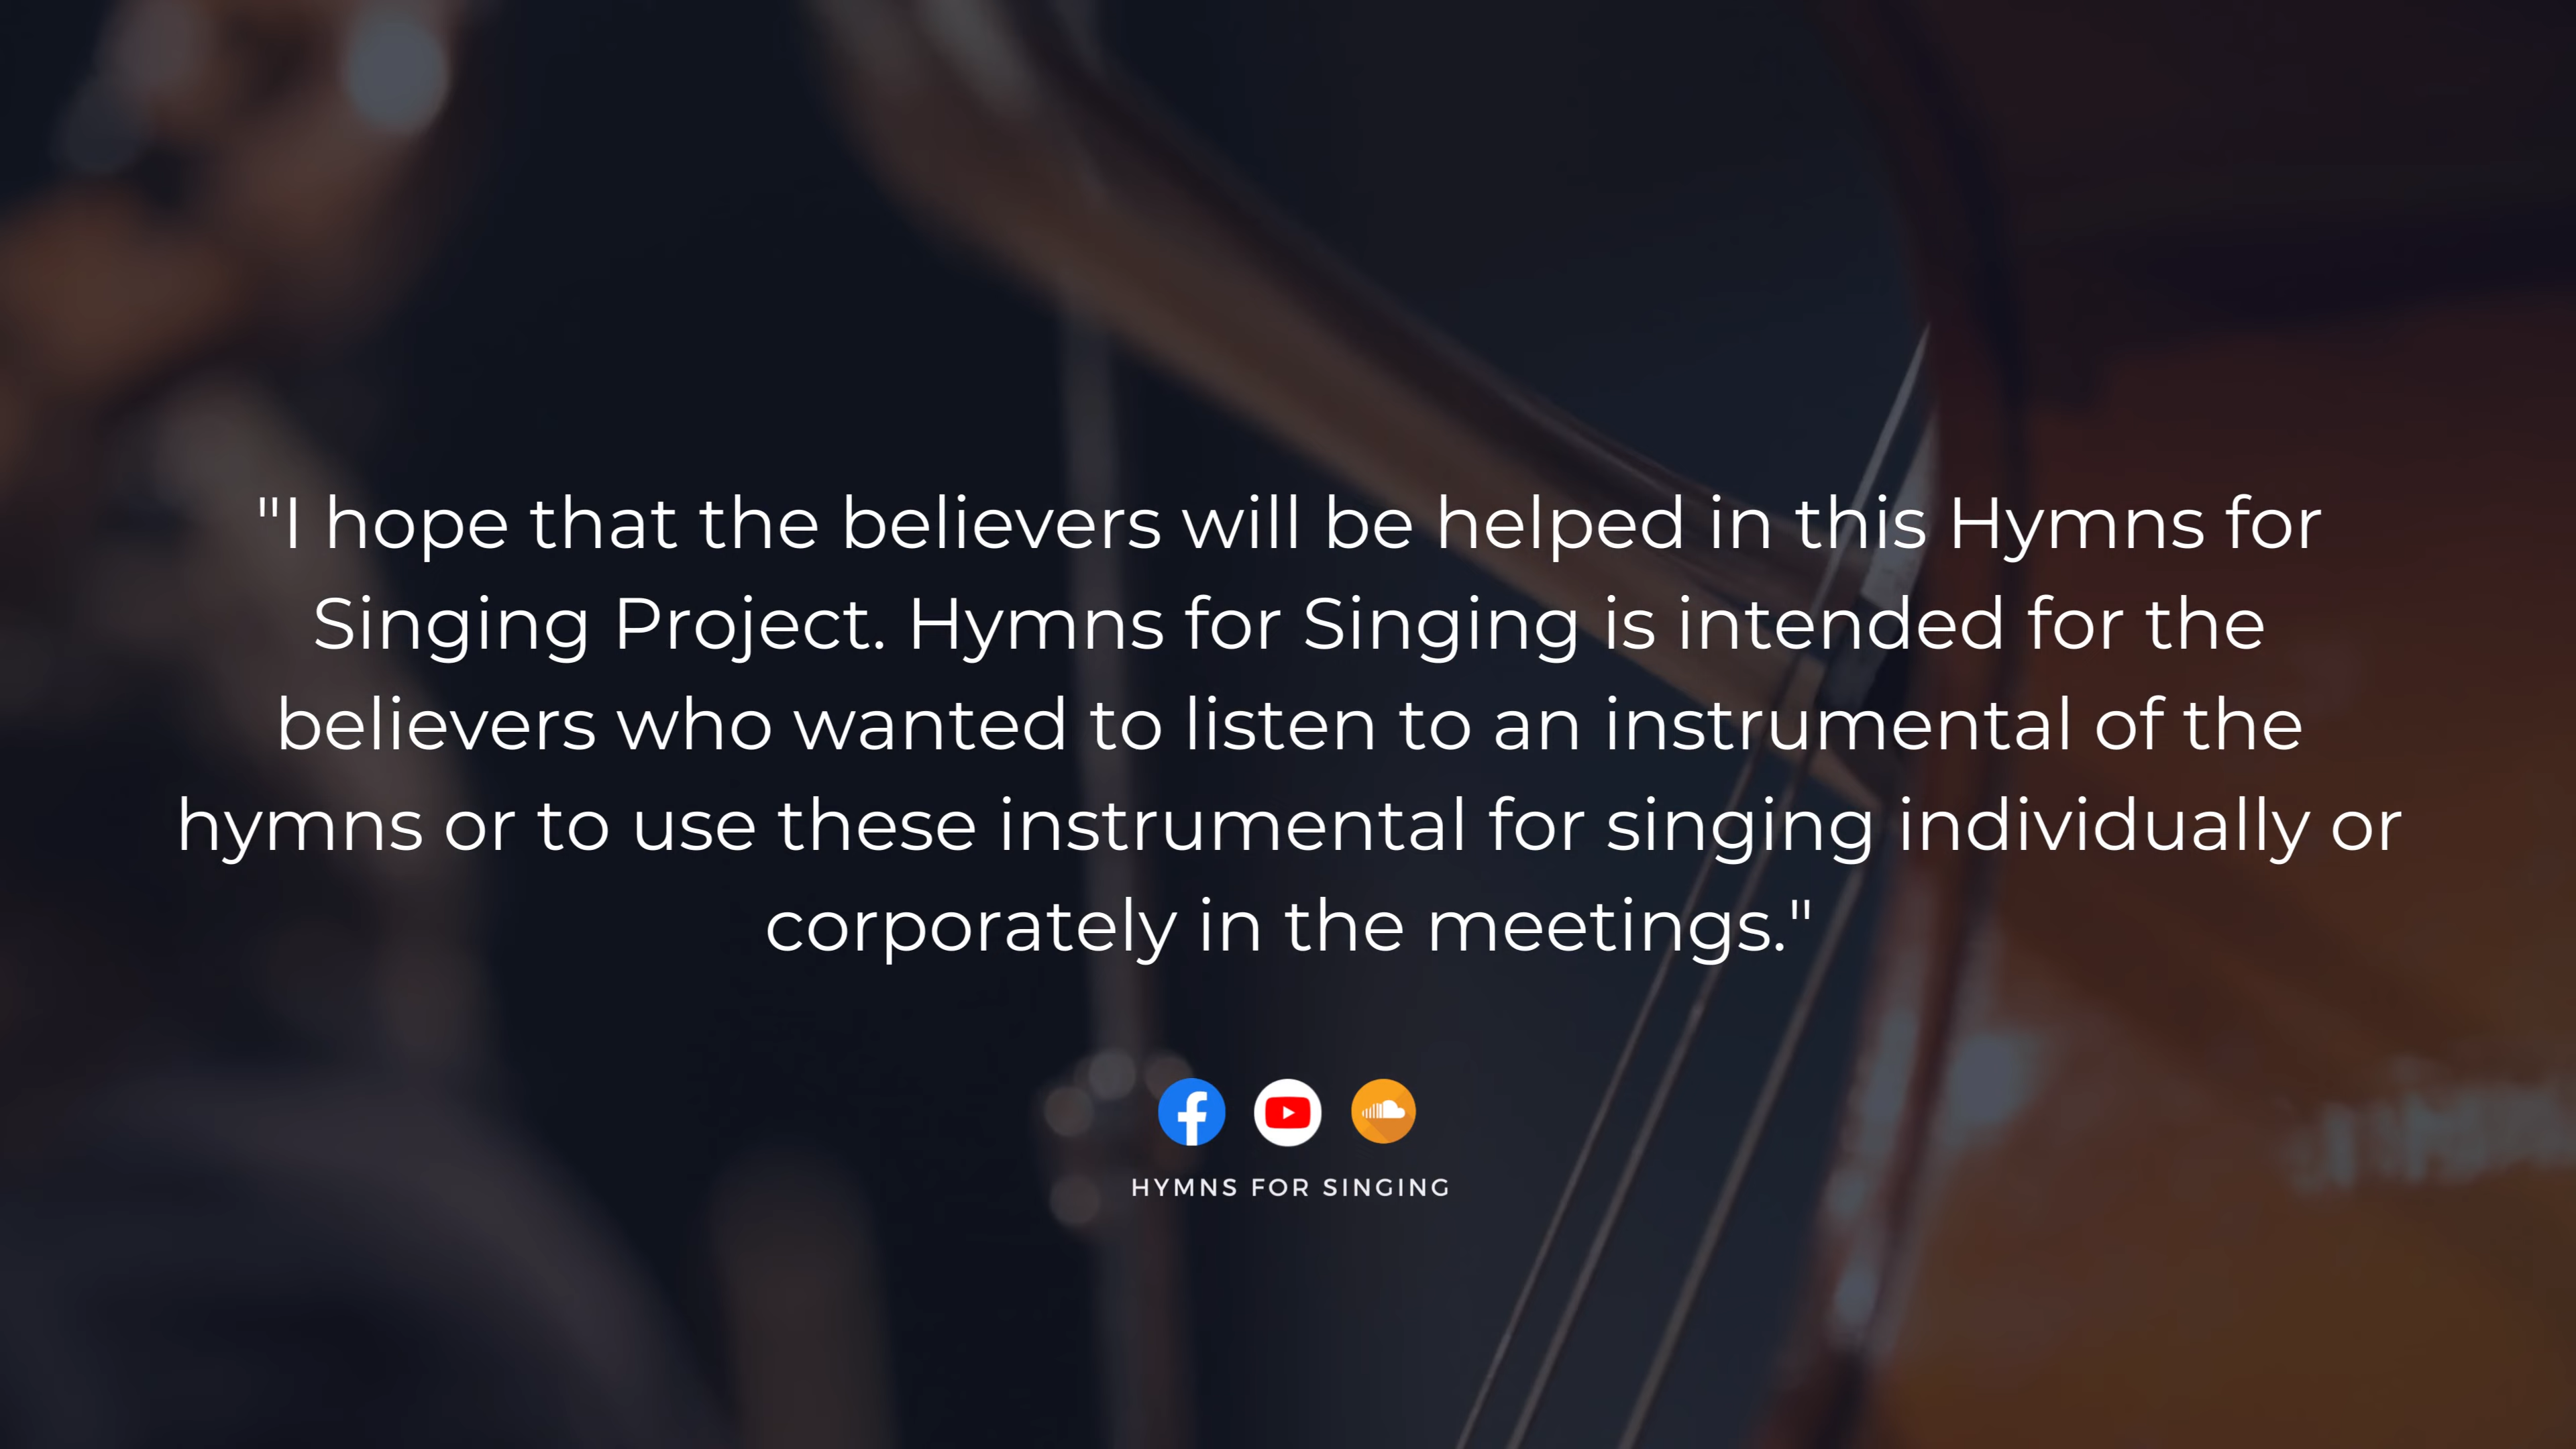 "I hope that the believers will be helped in this Hymns for
Singing Project. Hymns for Singing is intended for the
believers who wanted to listen to an instrumental of the
hymns or to use these instrumental for singing individually or
corporately in the meetings."
HYMNS FOR SINGING